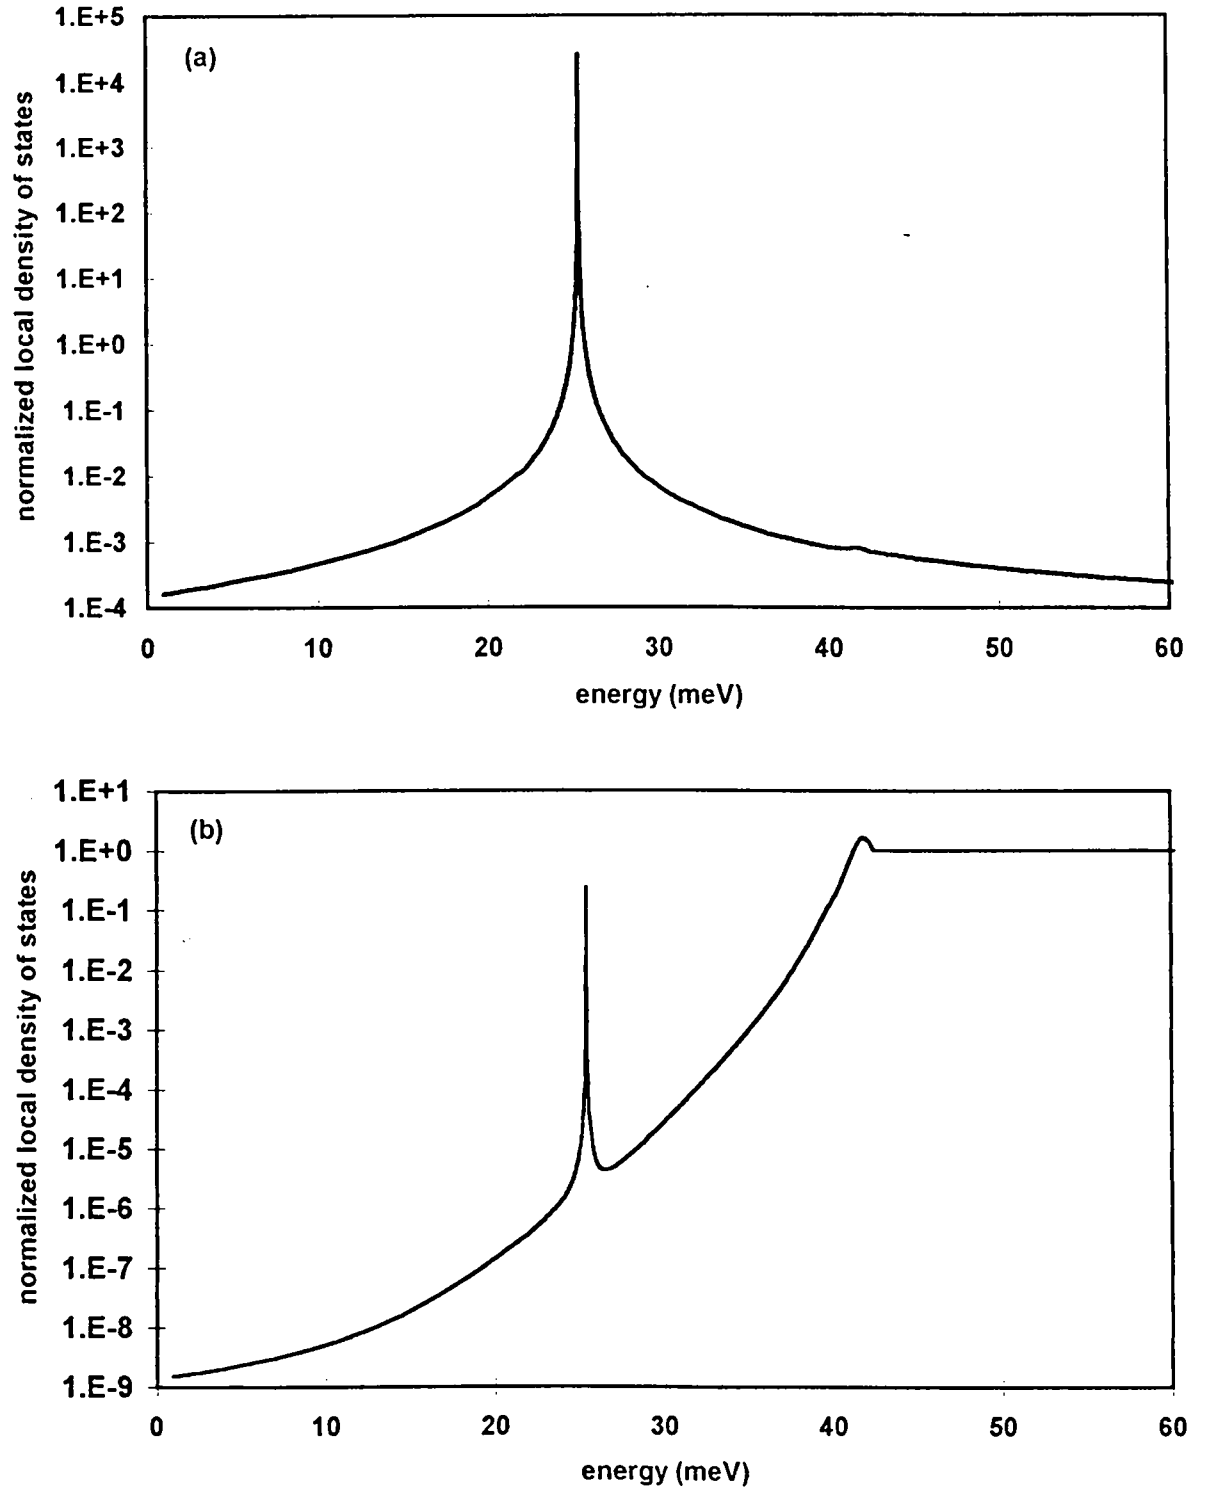 1.E+5
(a)
1.E+4
1.E+3
1.E+2
1.E+1
1.E+0
1.E-1
1.E-2
1.E-3
1.E-4
normalized local density of states
0 10 20 30 40 50 60
energy (meV)
1.E+1
(b)
1.E+0
1.E-1
1.E-2
1.E-3
1.E-4
1.E-5
1.E-6
1.E-7
1.E-8
1.E-9
normalized local density of states
0 10 20 30 40 50 60
energy (meV)